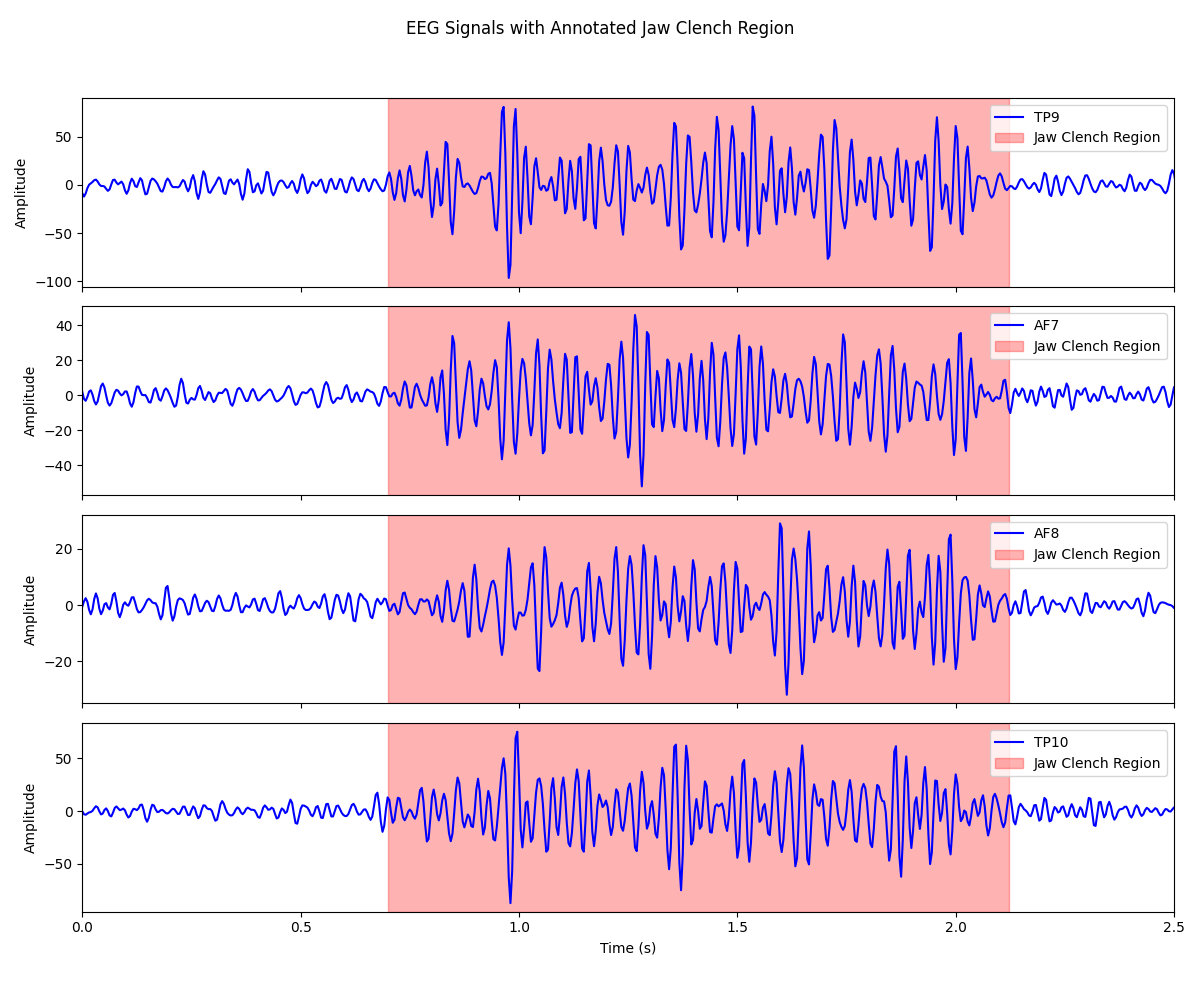 EEG Signals with Annotated Jaw Clench Region
Amplitude
50
0
−50
−100
TP9
Jaw Clench Region
Amplitude
40
20
0
−20
−40
AF7
Jaw Clench Region
Amplitude
20
0
−20
AF8
Jaw Clench Region
Amplitude
50
0
−50
TP10
Jaw Clench Region
0.0 0.5 1.0 1.5 2.0 2.5
Time (s)